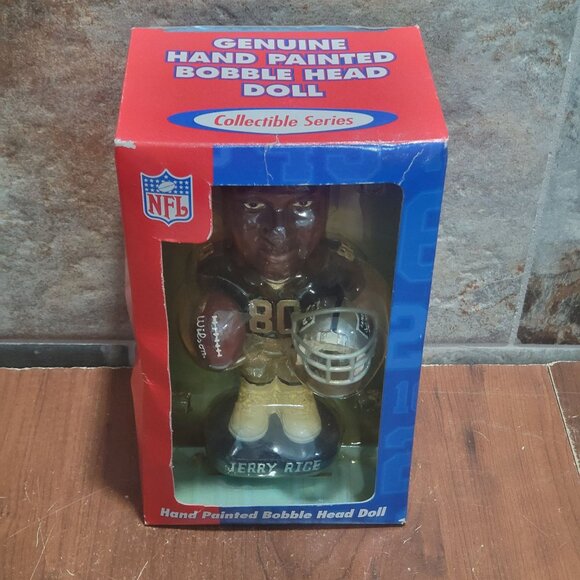 GENUINE
HAND PAINTED
BOBBLE HEAD
DOLL
Collectible Series
NFL
80
Wilson
JERRY RICE
Hand Painted Bobble Head Doll